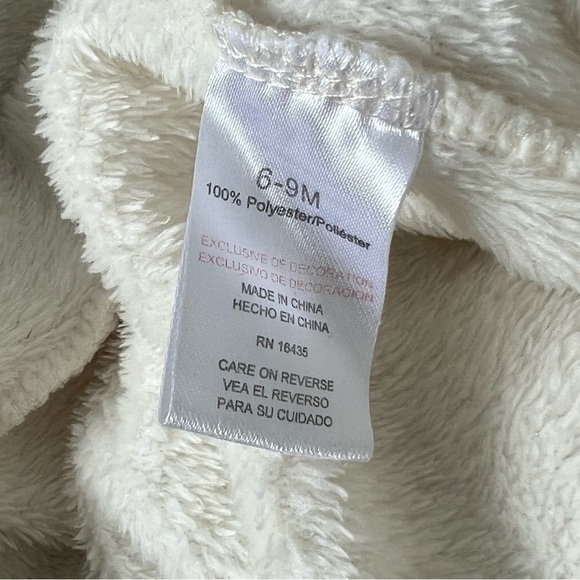 6-9M
100% Polyester/Poliéster
EXCLUSIVE OF DECORATION
EXCLUSIVO DE DECORACION
MADE IN CHINA
HECHO EN CHINA
RN 16435
CARE ON REVERSE
VEA EL REVERSO
PARA SU CUIDADO